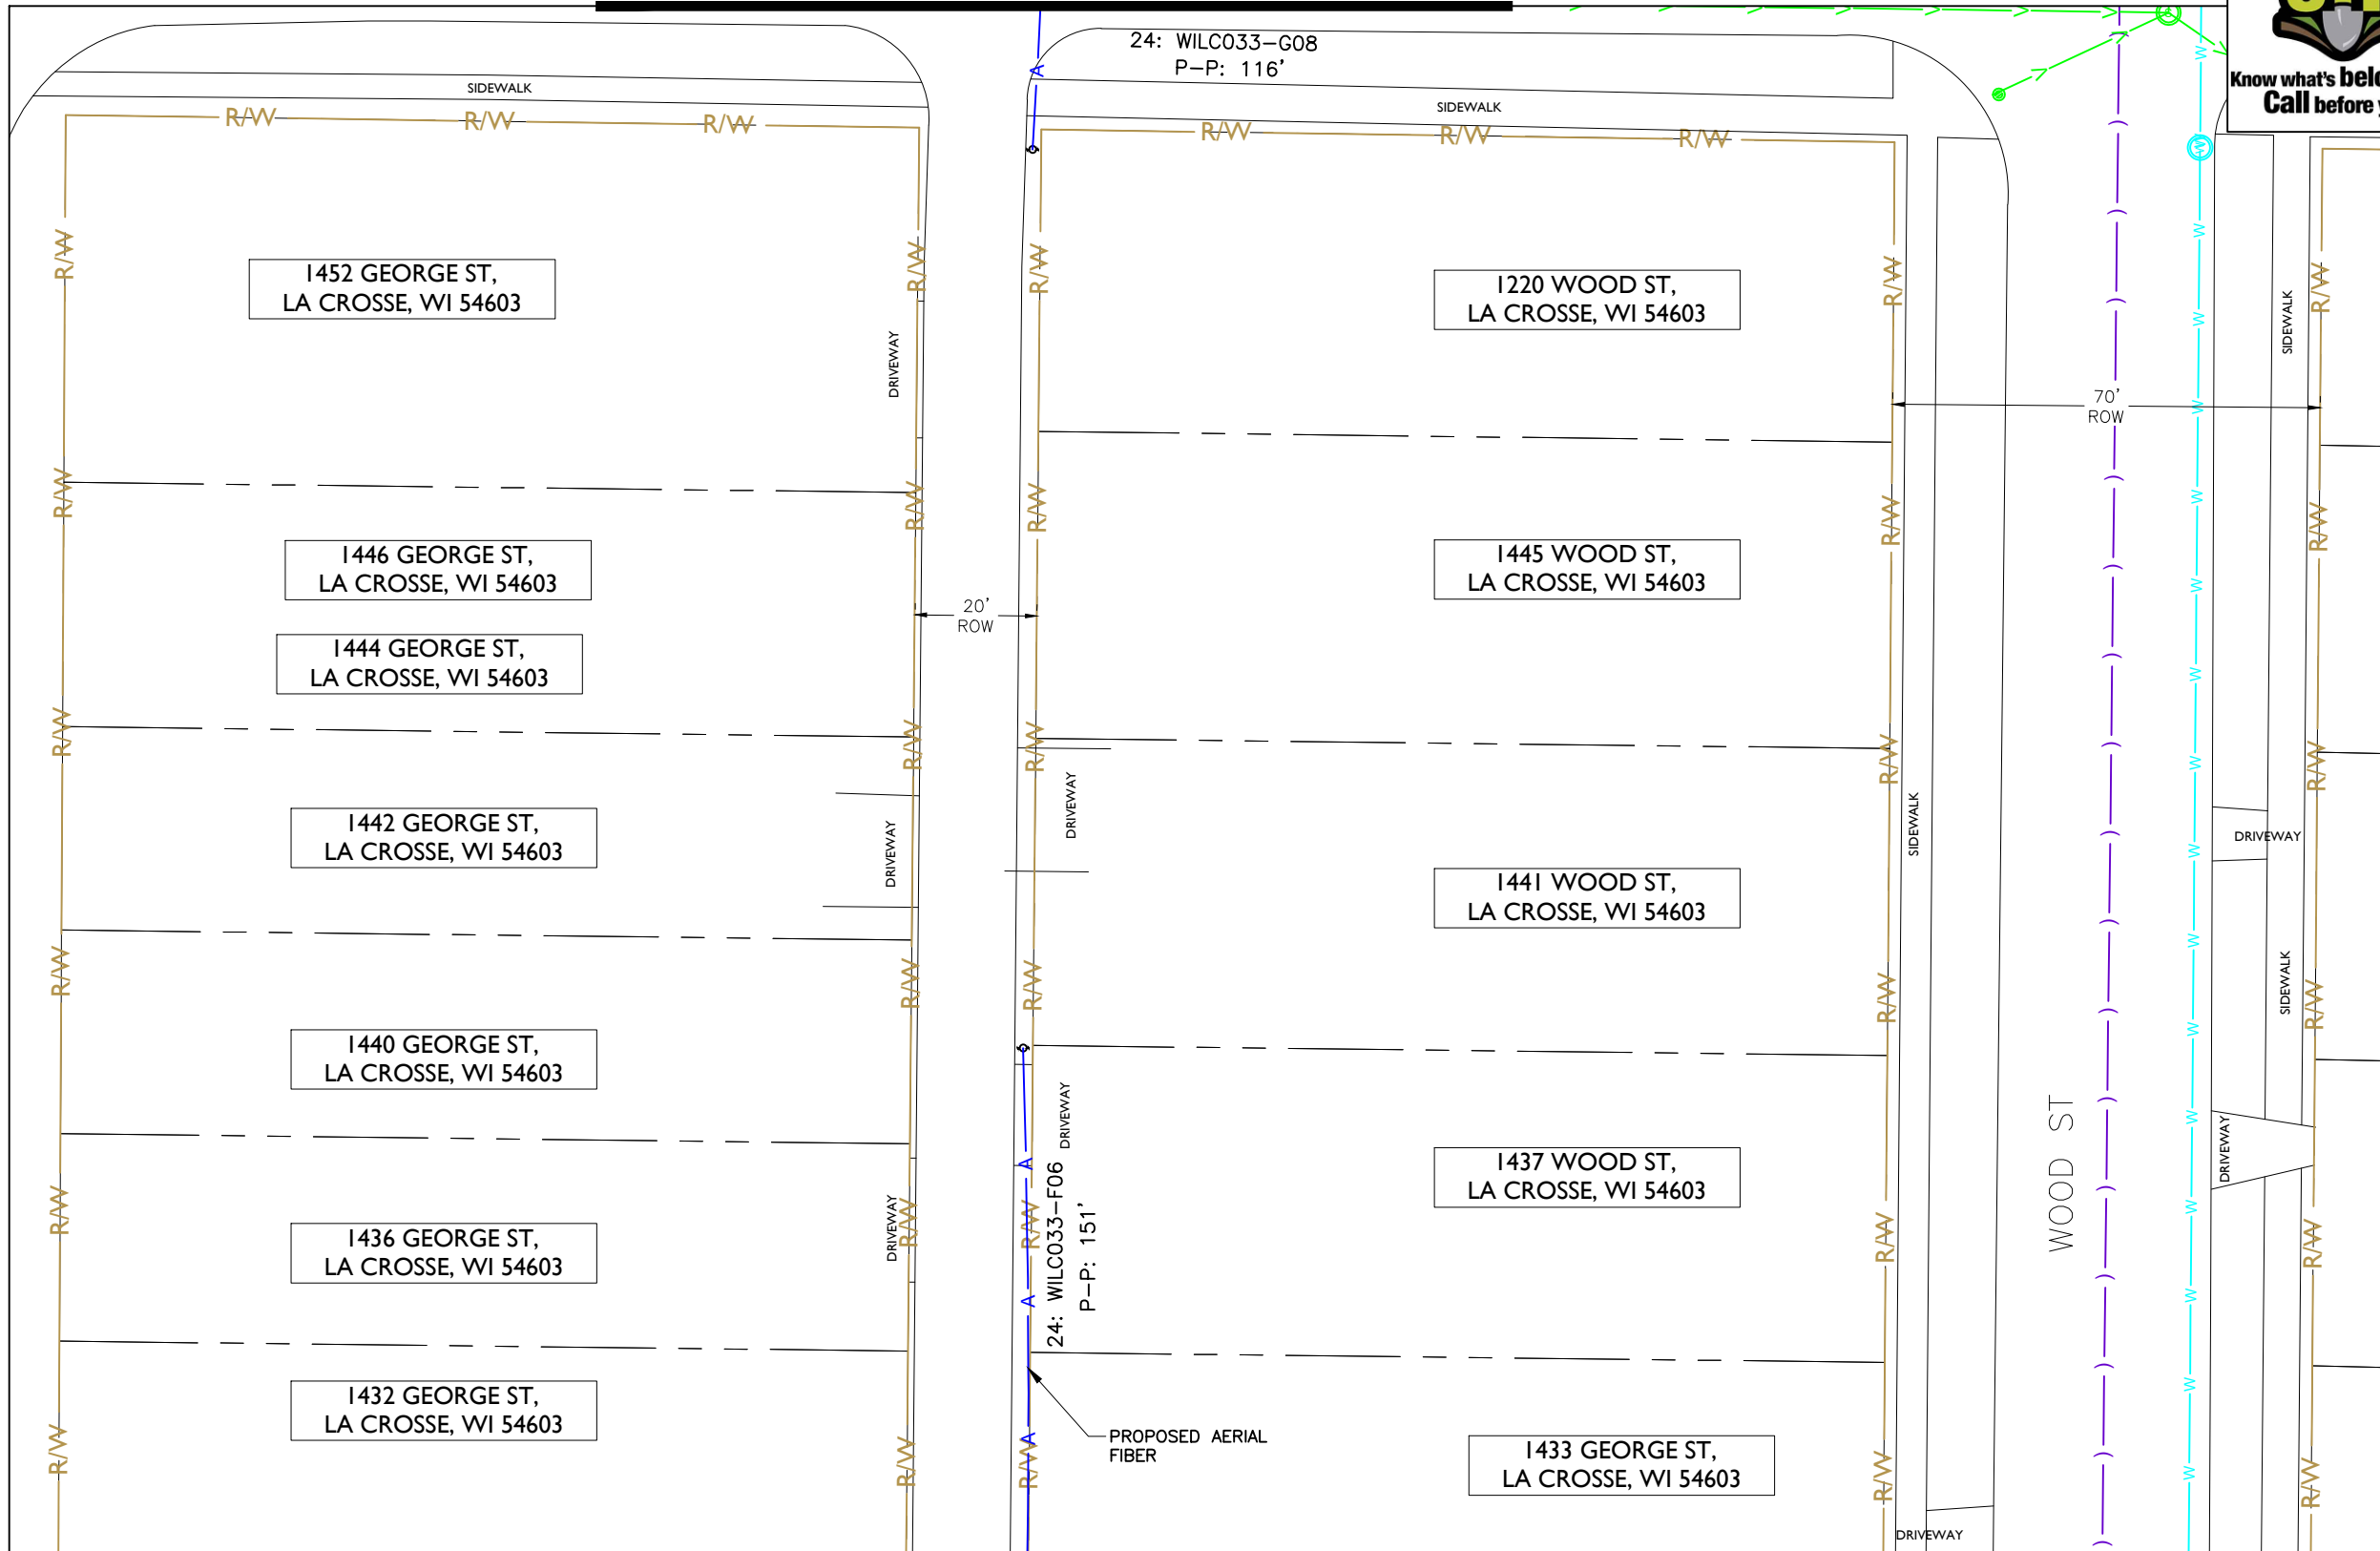 24: WILC033-G08
P-P: 116'
Know what's
Call before
SIDEWALK
SIDEWALK
R/W R/W R/W
R/W R/W R/W
1452 GEORGE ST,
LA CROSSE, WI 54603
1220 WOOD ST,
LA CROSSE, WI 54603
DRIVEWAY
SIDEWALK
70'
ROW
1446 GEORGE ST,
LA CROSSE, WI 54603
1445 WOOD ST,
LA CROSSE, WI 54603
20'
ROW
1444 GEORGE ST,
LA CROSSE, WI 54603
DRIVEWAY
SIDEWALK
1442 GEORGE ST,
LA CROSSE, WI 54603
DRIVEWAY
DRIVEWAY
1441 WOOD ST,
LA CROSSE, WI 54603
SIDEWALK
1440 GEORGE ST,
LA CROSSE, WI 54603
DRIVEWAY
24: WILC033-F06
P-P: 151'
1437 WOOD ST,
LA CROSSE, WI 54603
WOOD ST
DRIVEWAY
DRIVEWAY
1436 GEORGE ST,
LA CROSSE, WI 54603
1432 GEORGE ST,
LA CROSSE, WI 54603
PROPOSED AERIAL
FIBER
1433 GEORGE ST,
LA CROSSE, WI 54603
DRIVEWAY